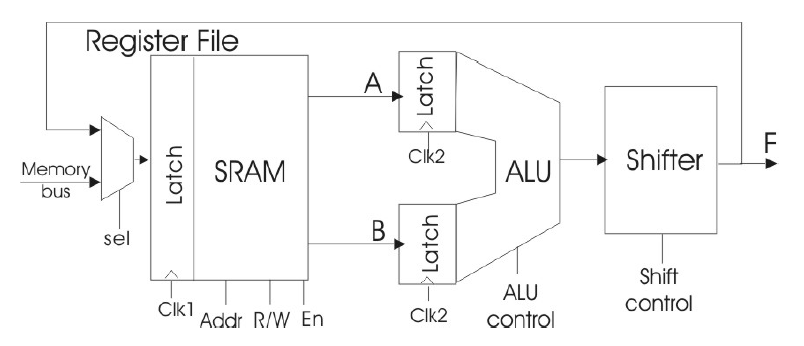 Register File
A
Latch
Clk2
Memory
bus
sel
Latch
SRAM
ALU
Shifter
F
B
Latch
Clk2
Clk1
Addr
R/W
En
ALU
control
Shift
control